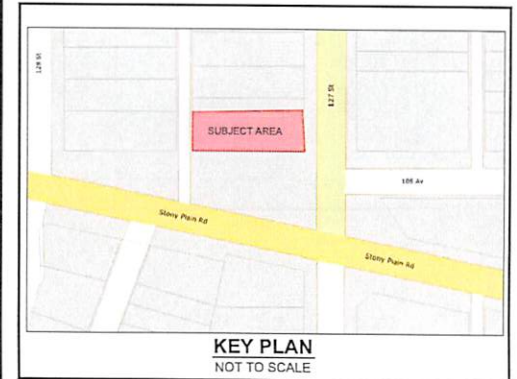 128 St
127 St
SUBJECT AREA
105 Av
Stony Plain Rd
Stony Plain Rd
KEY PLAN
NOT TO SCALE